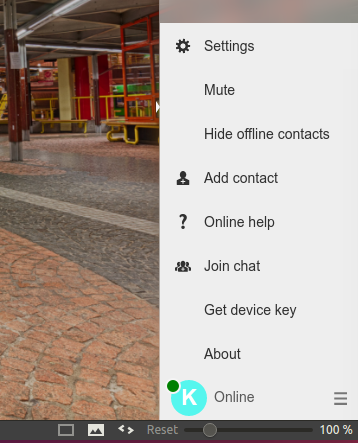 Settings
Mute
Hide offline contacts
Add contact
Online help
Join chat
Get device key
About
K Online
Reset 100 %